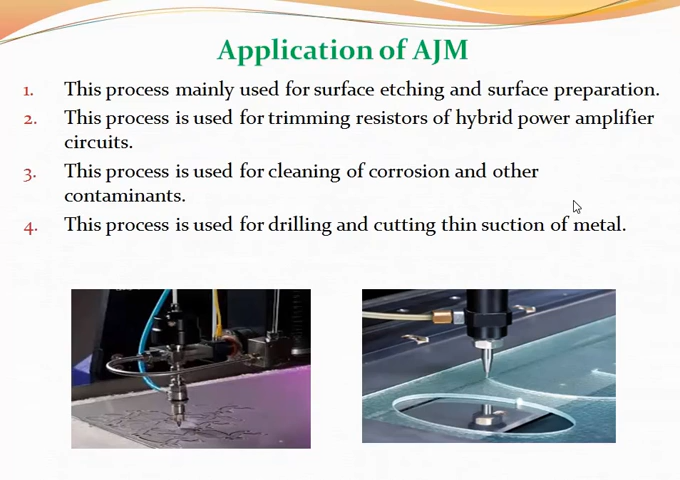 Application of AJM
1. This process mainly used for surface etching and surface preparation.
2. This process is used for trimming resistors of hybrid power amplifier
circuits.
3. This process is used for cleaning of corrosion and other
contaminants.
4. This process is used for drilling and cutting thin suction of metal.